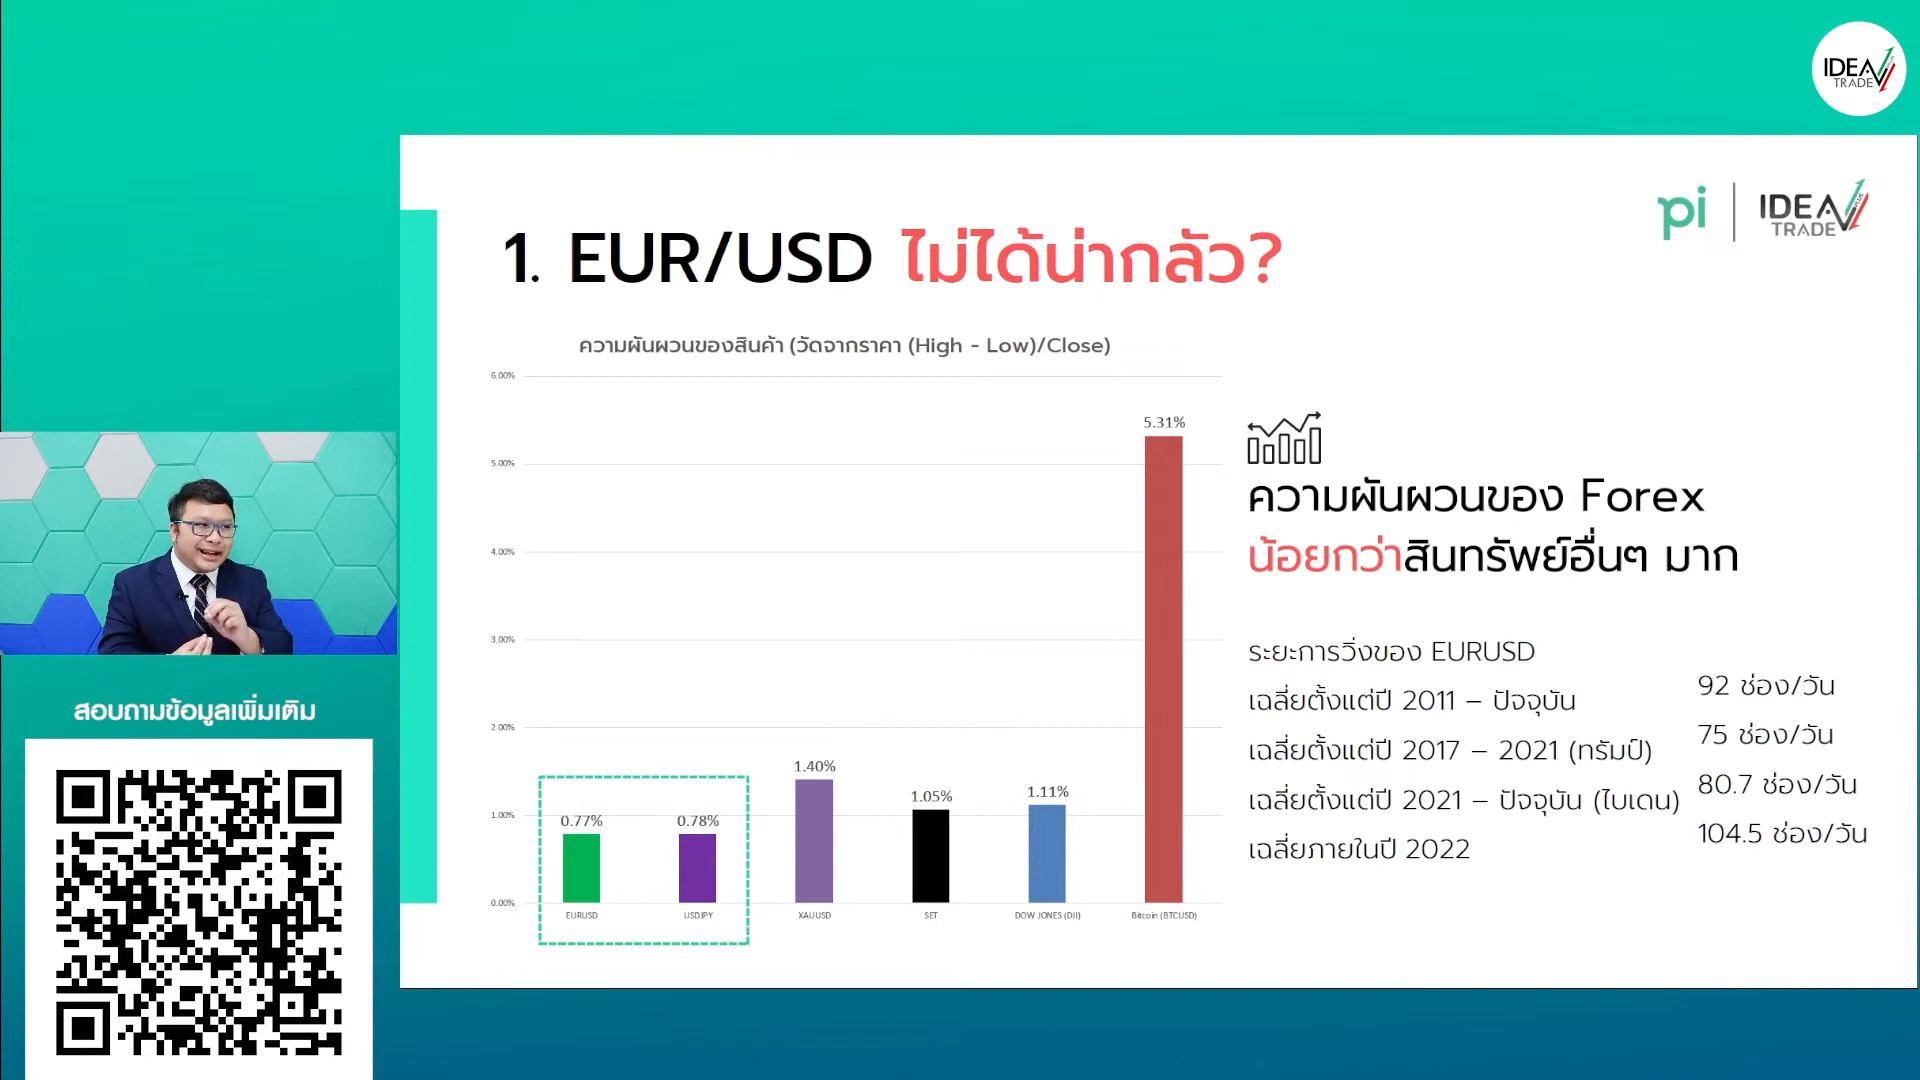 IDEA
TRADE
PLUS
pi
IDEA
TRADE
PLUS
1. EUR/USD ไม่ได้น่ากลัว?
ความผันผวนของสินค้า (วัดจากราคา (High - Low)/Close)
6.00%
5.00%
4.00%
3.00%
2.00%
1.00%
0.00%
0.77%
0.78%
1.40%
1.05%
1.11%
5.31%
EURUSD
USDJPY
XAUUSD
SET
DOW JONES (DJI)
Bitcoin (BTCUSD)
ความผันผวนของ Forex
น้อยกว่าสินทรัพย์อื่นๆ มาก
ระยะการวิ่งของ EURUSD
เฉลี่ยตั้งแต่ปี 2011 – ปัจจุบัน
92 ช่อง/วัน
เฉลี่ยตั้งแต่ปี 2017 – 2021 (ทรัมป์)
75 ช่อง/วัน
เฉลี่ยตั้งแต่ปี 2021 – ปัจจุบัน (ไบเดน)
80.7 ช่อง/วัน
เฉลี่ยภายในปี 2022
104.5 ช่อง/วัน
สอบถามข้อมูลเพิ่มเติม